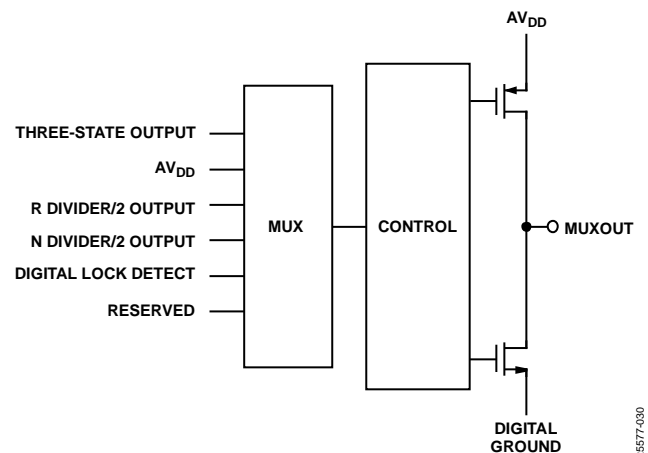 AVDD
THREE-STATE OUTPUT
AVDD
R DIVIDER/2 OUTPUT
N DIVIDER/2 OUTPUT
DIGITAL LOCK DETECT
RESERVED
MUX
CONTROL
MUXOUT
DIGITAL
GROUND
25577-030